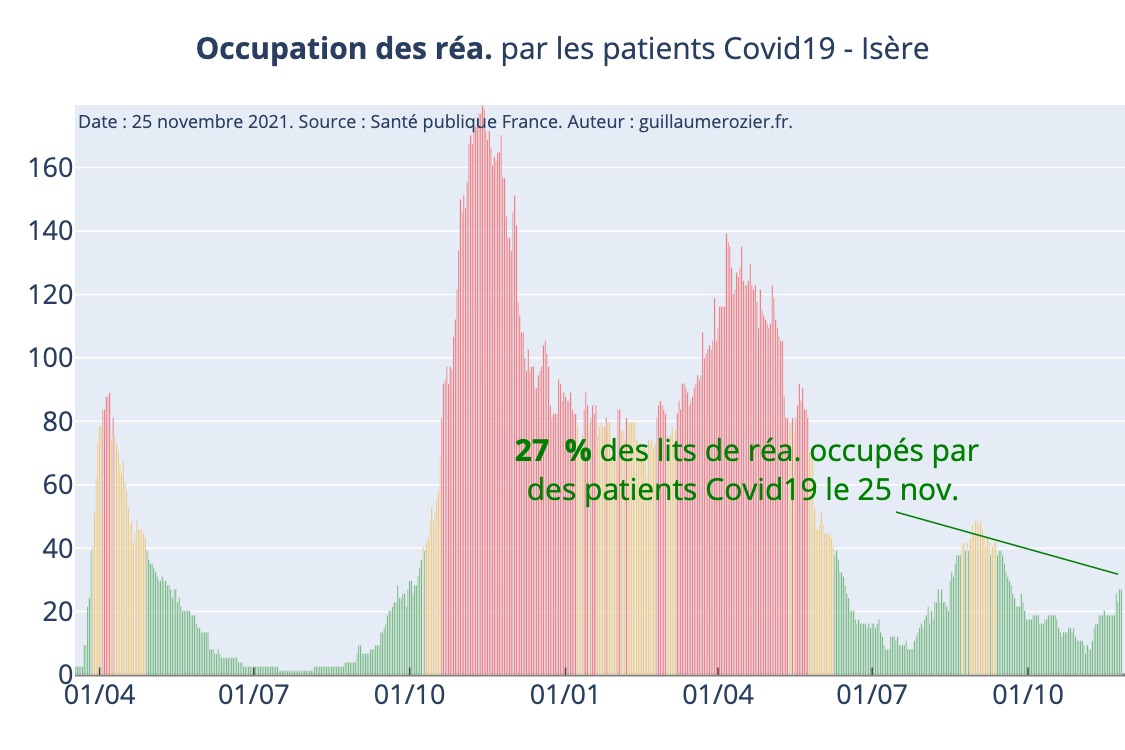 Occupation des réa. par les patients Covid19 - Isère
Date : 25 novembre 2021. Source : Santé publique France. Auteur : guillaumerozier.fr.
160
140
120
100
80
27 % des lits de réa. occupés par
des patients Covid19 le 25 nov.
60
40
20
0
01/04 01/07 01/10 01/01 01/04 01/07 01/10